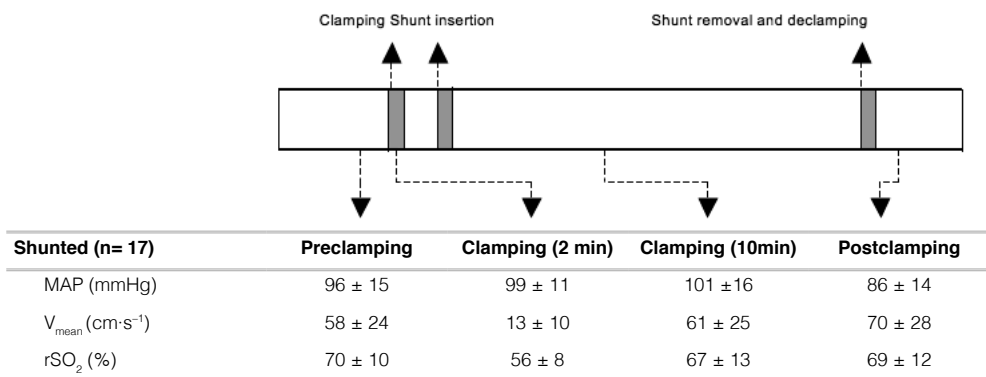 Clamping Shunt insertion Shunt removal and declamping
Shunted (n= 17) Preclamping Clamping (2 min) Clamping (10min) Postclamping
MAP (mmHg) 96 ± 15 99 ± 11 101 ±16 86 ± 14
Vmean (cm·s⁻¹) 58 ± 24 13 ± 10 61 ± 25 70 ± 28
rSO₂ (%) 70 ± 10 56 ± 8 67 ± 13 69 ± 12